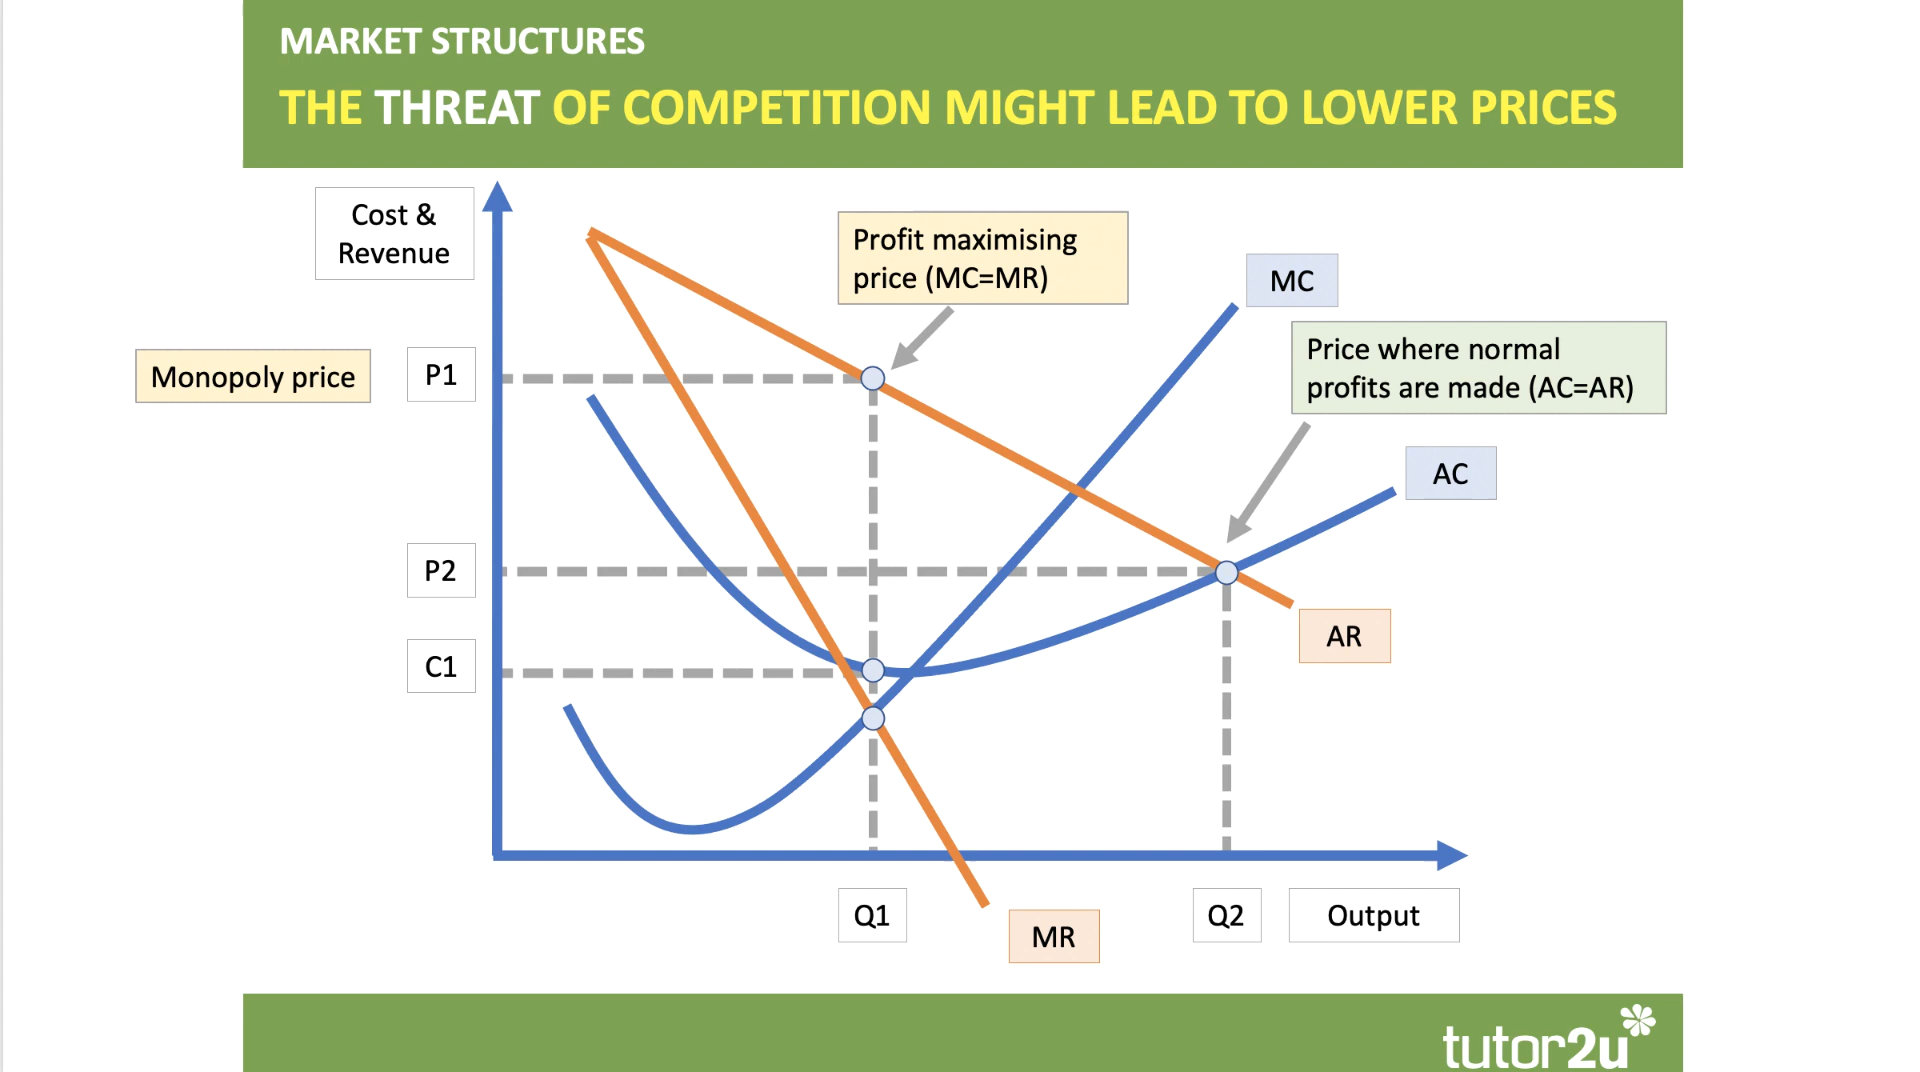 MARKET STRUCTURES
THE THREAT OF COMPETITION MIGHT LEAD TO LOWER PRICES
Cost &
Revenue
Profit maximising
price (MC=MR)
MC
Price where normal
profits are made (AC=AR)
Monopoly price
P1
AC
P2
AR
C1
Q1
Q2
Output
MR
tutor2u